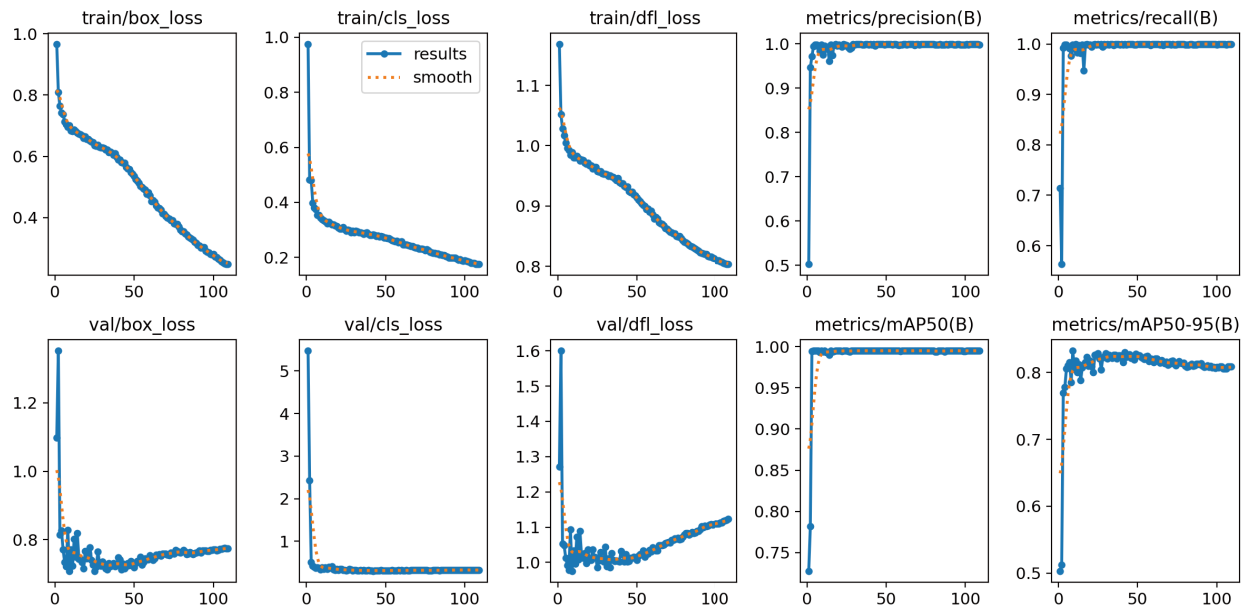 train/box_loss
train/cls_loss
train/dfl_loss
metrics/precision(B)
metrics/recall(B)
1.0
0.8
0.6
0.4
0 50 100
1.0
0.8
0.6
0.4
0.2
0 50 100
results
smooth
1.1
1.0
0.9
0.8
0 50 100
1.0
0.9
0.8
0.7
0.6
0.5
0 50 100
1.0
0.9
0.8
0.7
0.6
0 50 100
val/box_loss
val/cls_loss
val/dfl_loss
metrics/mAP50(B)
metrics/mAP50-95(B)
1.2
1.0
0.8
0 50 100
5
4
3
2
1
0 50 100
1.6
1.5
1.4
1.3
1.2
1.1
1.0
0 50 100
1.00
0.95
0.90
0.85
0.80
0.75
0 50 100
0.8
0.7
0.6
0.5
0 50 100